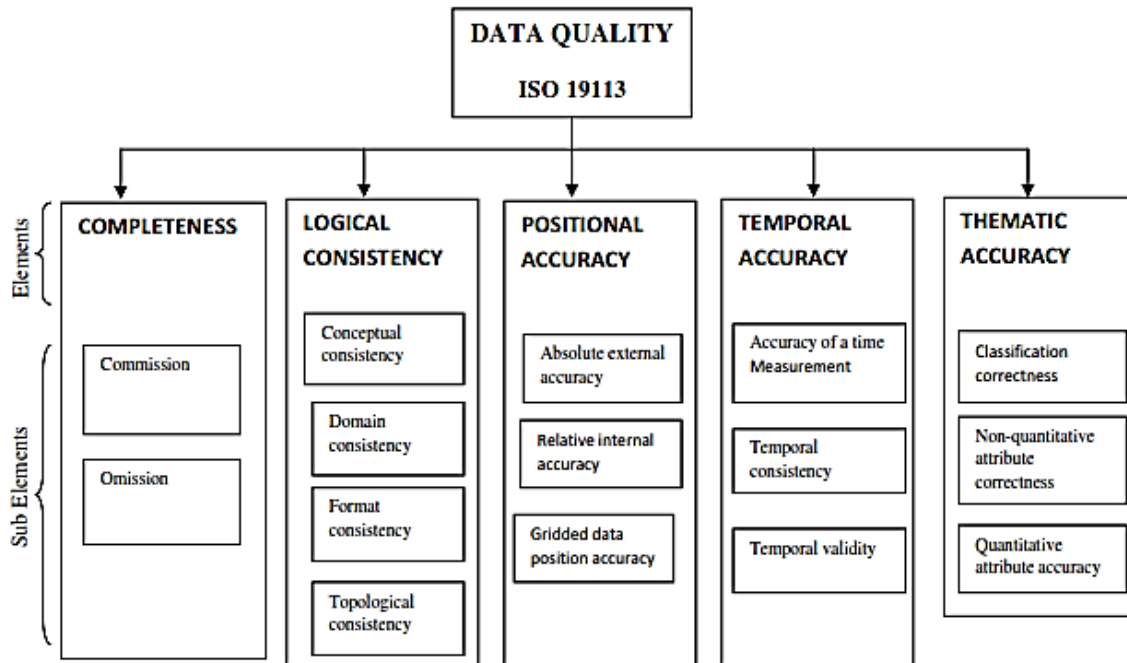 DATA QUALITY
ISO 19113
Elements
Sub Elements
COMPLETENESS
Commission
Omission
LOGICAL
CONSISTENCY
Conceptual
consistency
Domain
consistency
Format
consistency
Topological
consistency
POSITIONAL
ACCURACY
Absolute external
accuracy
Relative internal
accuracy
Gridded data
position accuracy
TEMPORAL
ACCURACY
Accuracy of a time
Measurement
Temporal
consistency
Temporal validity
THEMATIC
ACCURACY
Classification
correctness
Non-quantitative
attribute
correctness
Quantitative
attribute accuracy